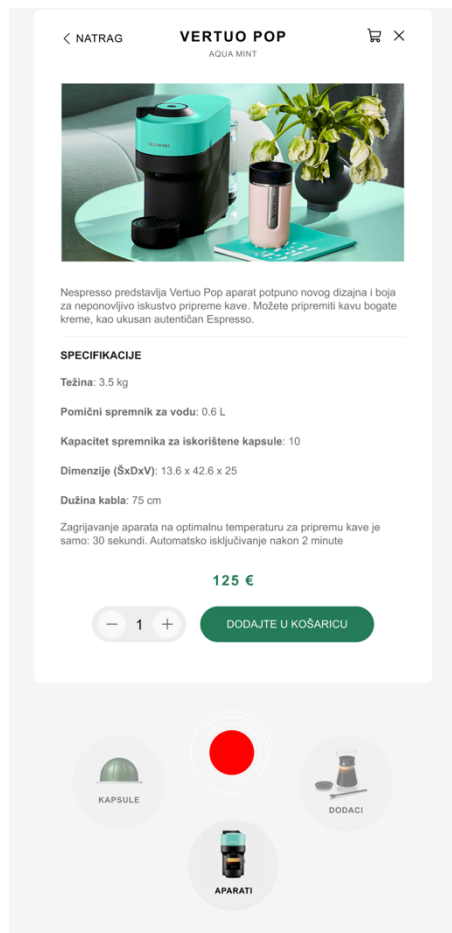 NATRAG
VERTUO POP
AQUA MINT
Nespresso predstavlja Vertuo Pop aparat potpuno novog dizajna i boja
za neponovljivo iskustvo pripreme kave. Možete pripremiti kavu bogate
kreme, kao ukusan autentičan Espresso.
SPECIFIKACIJE
Težina: 3.5 kg
Pomični spremnik za vodu: 0.6 L
Kapacitet spremnika za iskorištene kapsule: 10
Dimenzije (ŠxDxV): 13.6 x 42.6 x 25
Dužina kabla: 75 cm
Zagrijavanje aparata na optimalnu temperaturu za pripremu kave je
samo: 30 sekundi. Automatsko isključivanje nakon 2 minute
125 €
1
DODAJTE U KOŠARICU
KAPSULE
DODACI
APARATI